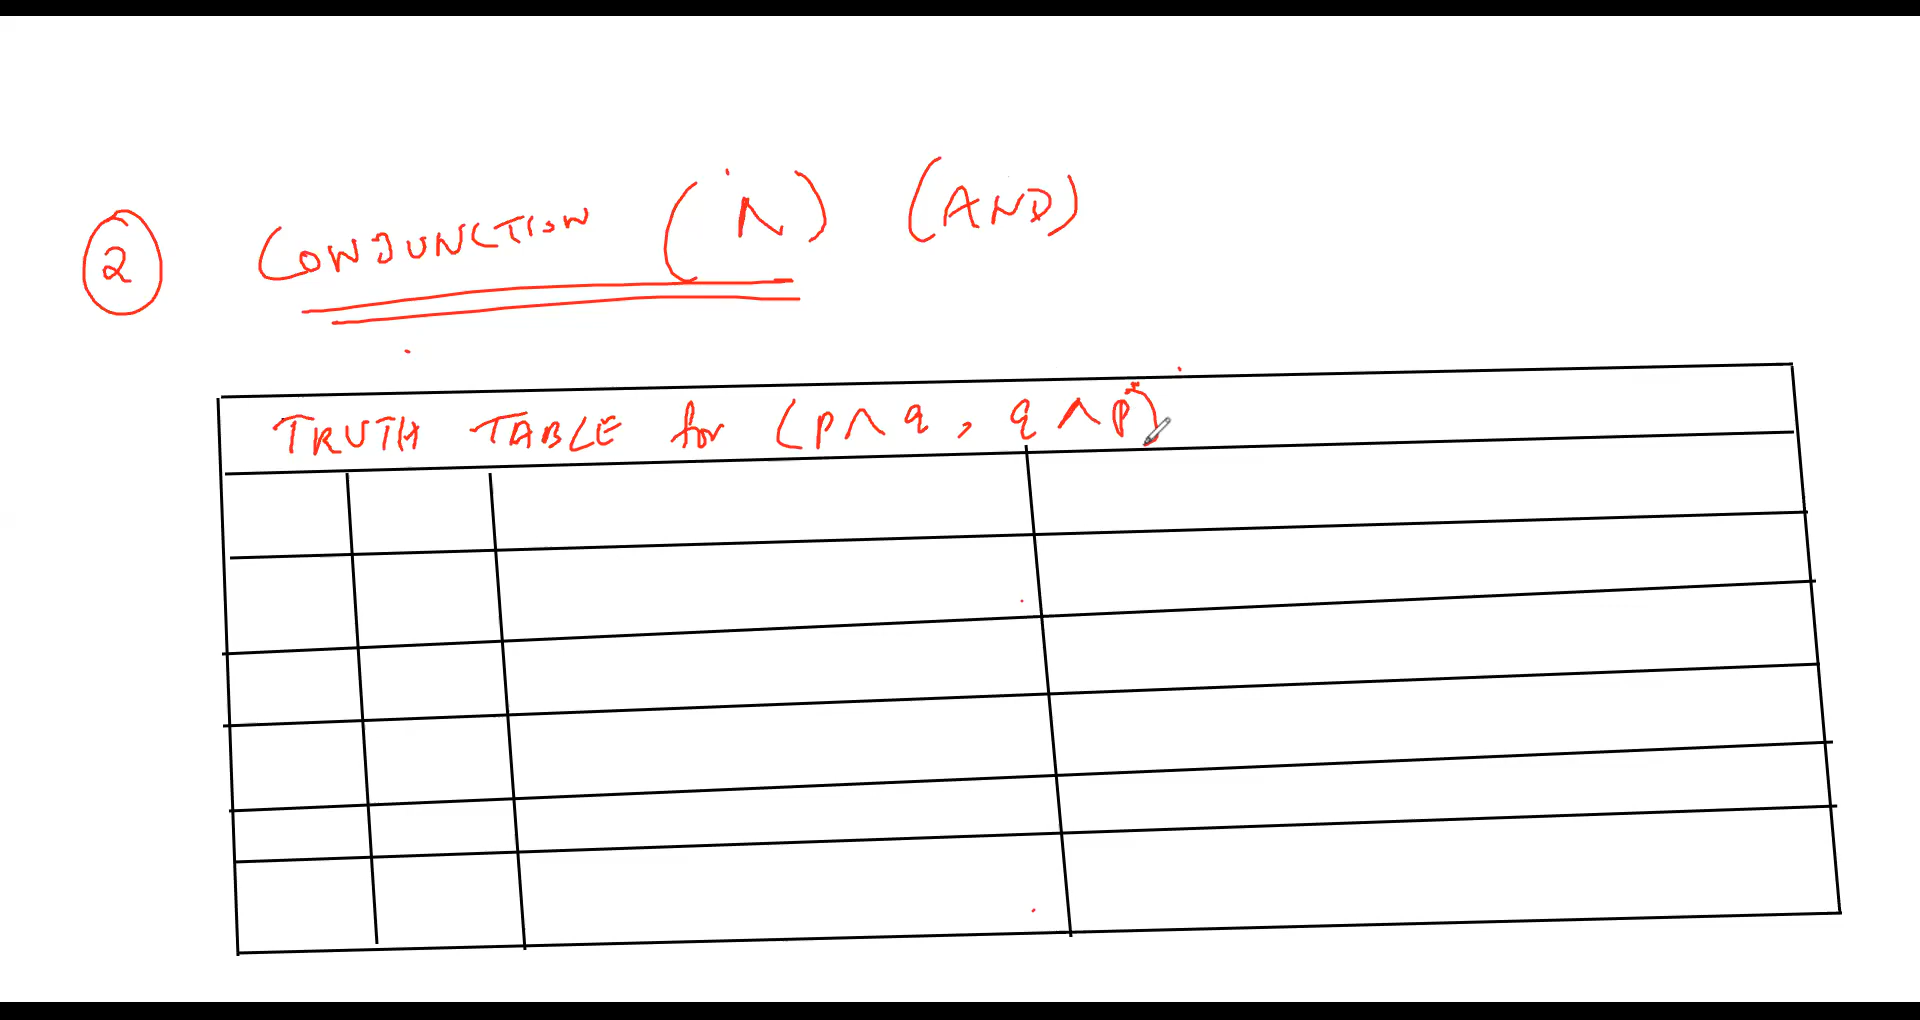 ② CONJUNCTION (∧) (AND)
TRUTH TABLE for (p∧q, q∧p)